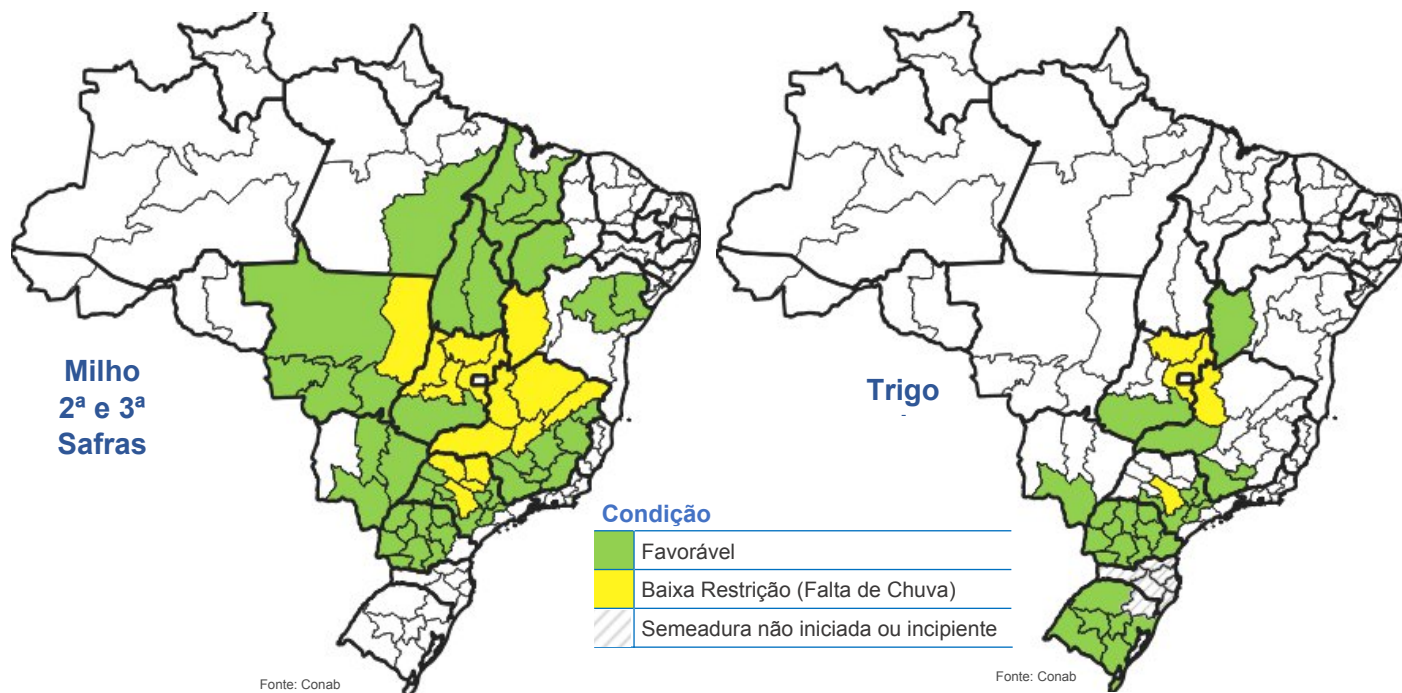 Milho
2ª e 3ª
Safras
Fonte: Conab
Trigo
Condição
Favorável
Baixa Restrição (Falta de Chuva)
Semeadura não iniciada ou incipiente
Fonte: Conab